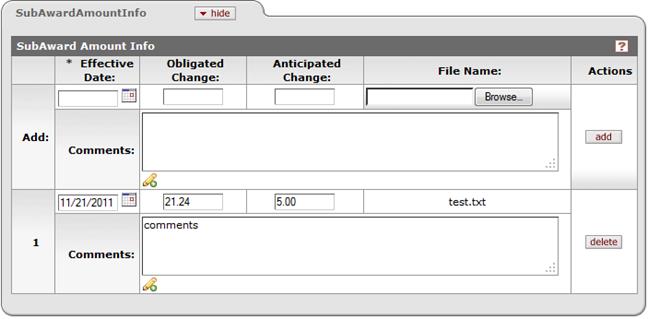 SubAwardAmountInfo hide
SubAward Amount Info ?
* Effective Date: Obligated Change: Anticipated Change: File Name: Actions
Browse...
Add: Comments: add
11/21/2011 21.24 5.00 test.txt
comments
1 Comments: delete